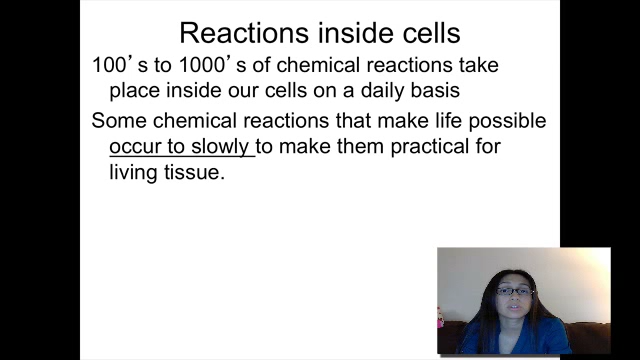 Reactions inside cells
100’s to 1000’s of chemical reactions take
place inside our cells on a daily basis
Some chemical reactions that make life possible
occur to slowly to make them practical for
living tissue.